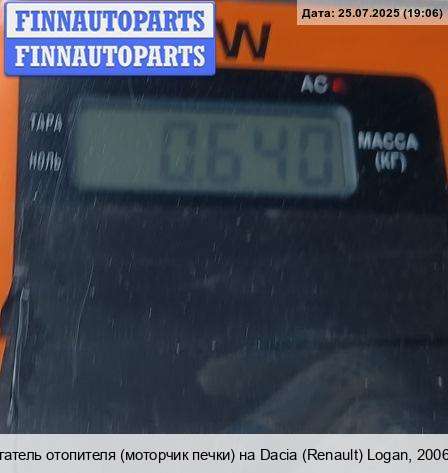 FINNAUTOPARTS
FINNAUTOPARTS
Дата: 25.07.2025 (19:06)
W
AC
ТАРА
НОЛЬ
0.640
МАССА
(КГ)
гатель отопителя (моторчик печки) на Dacia (Renault) Logan, 2006